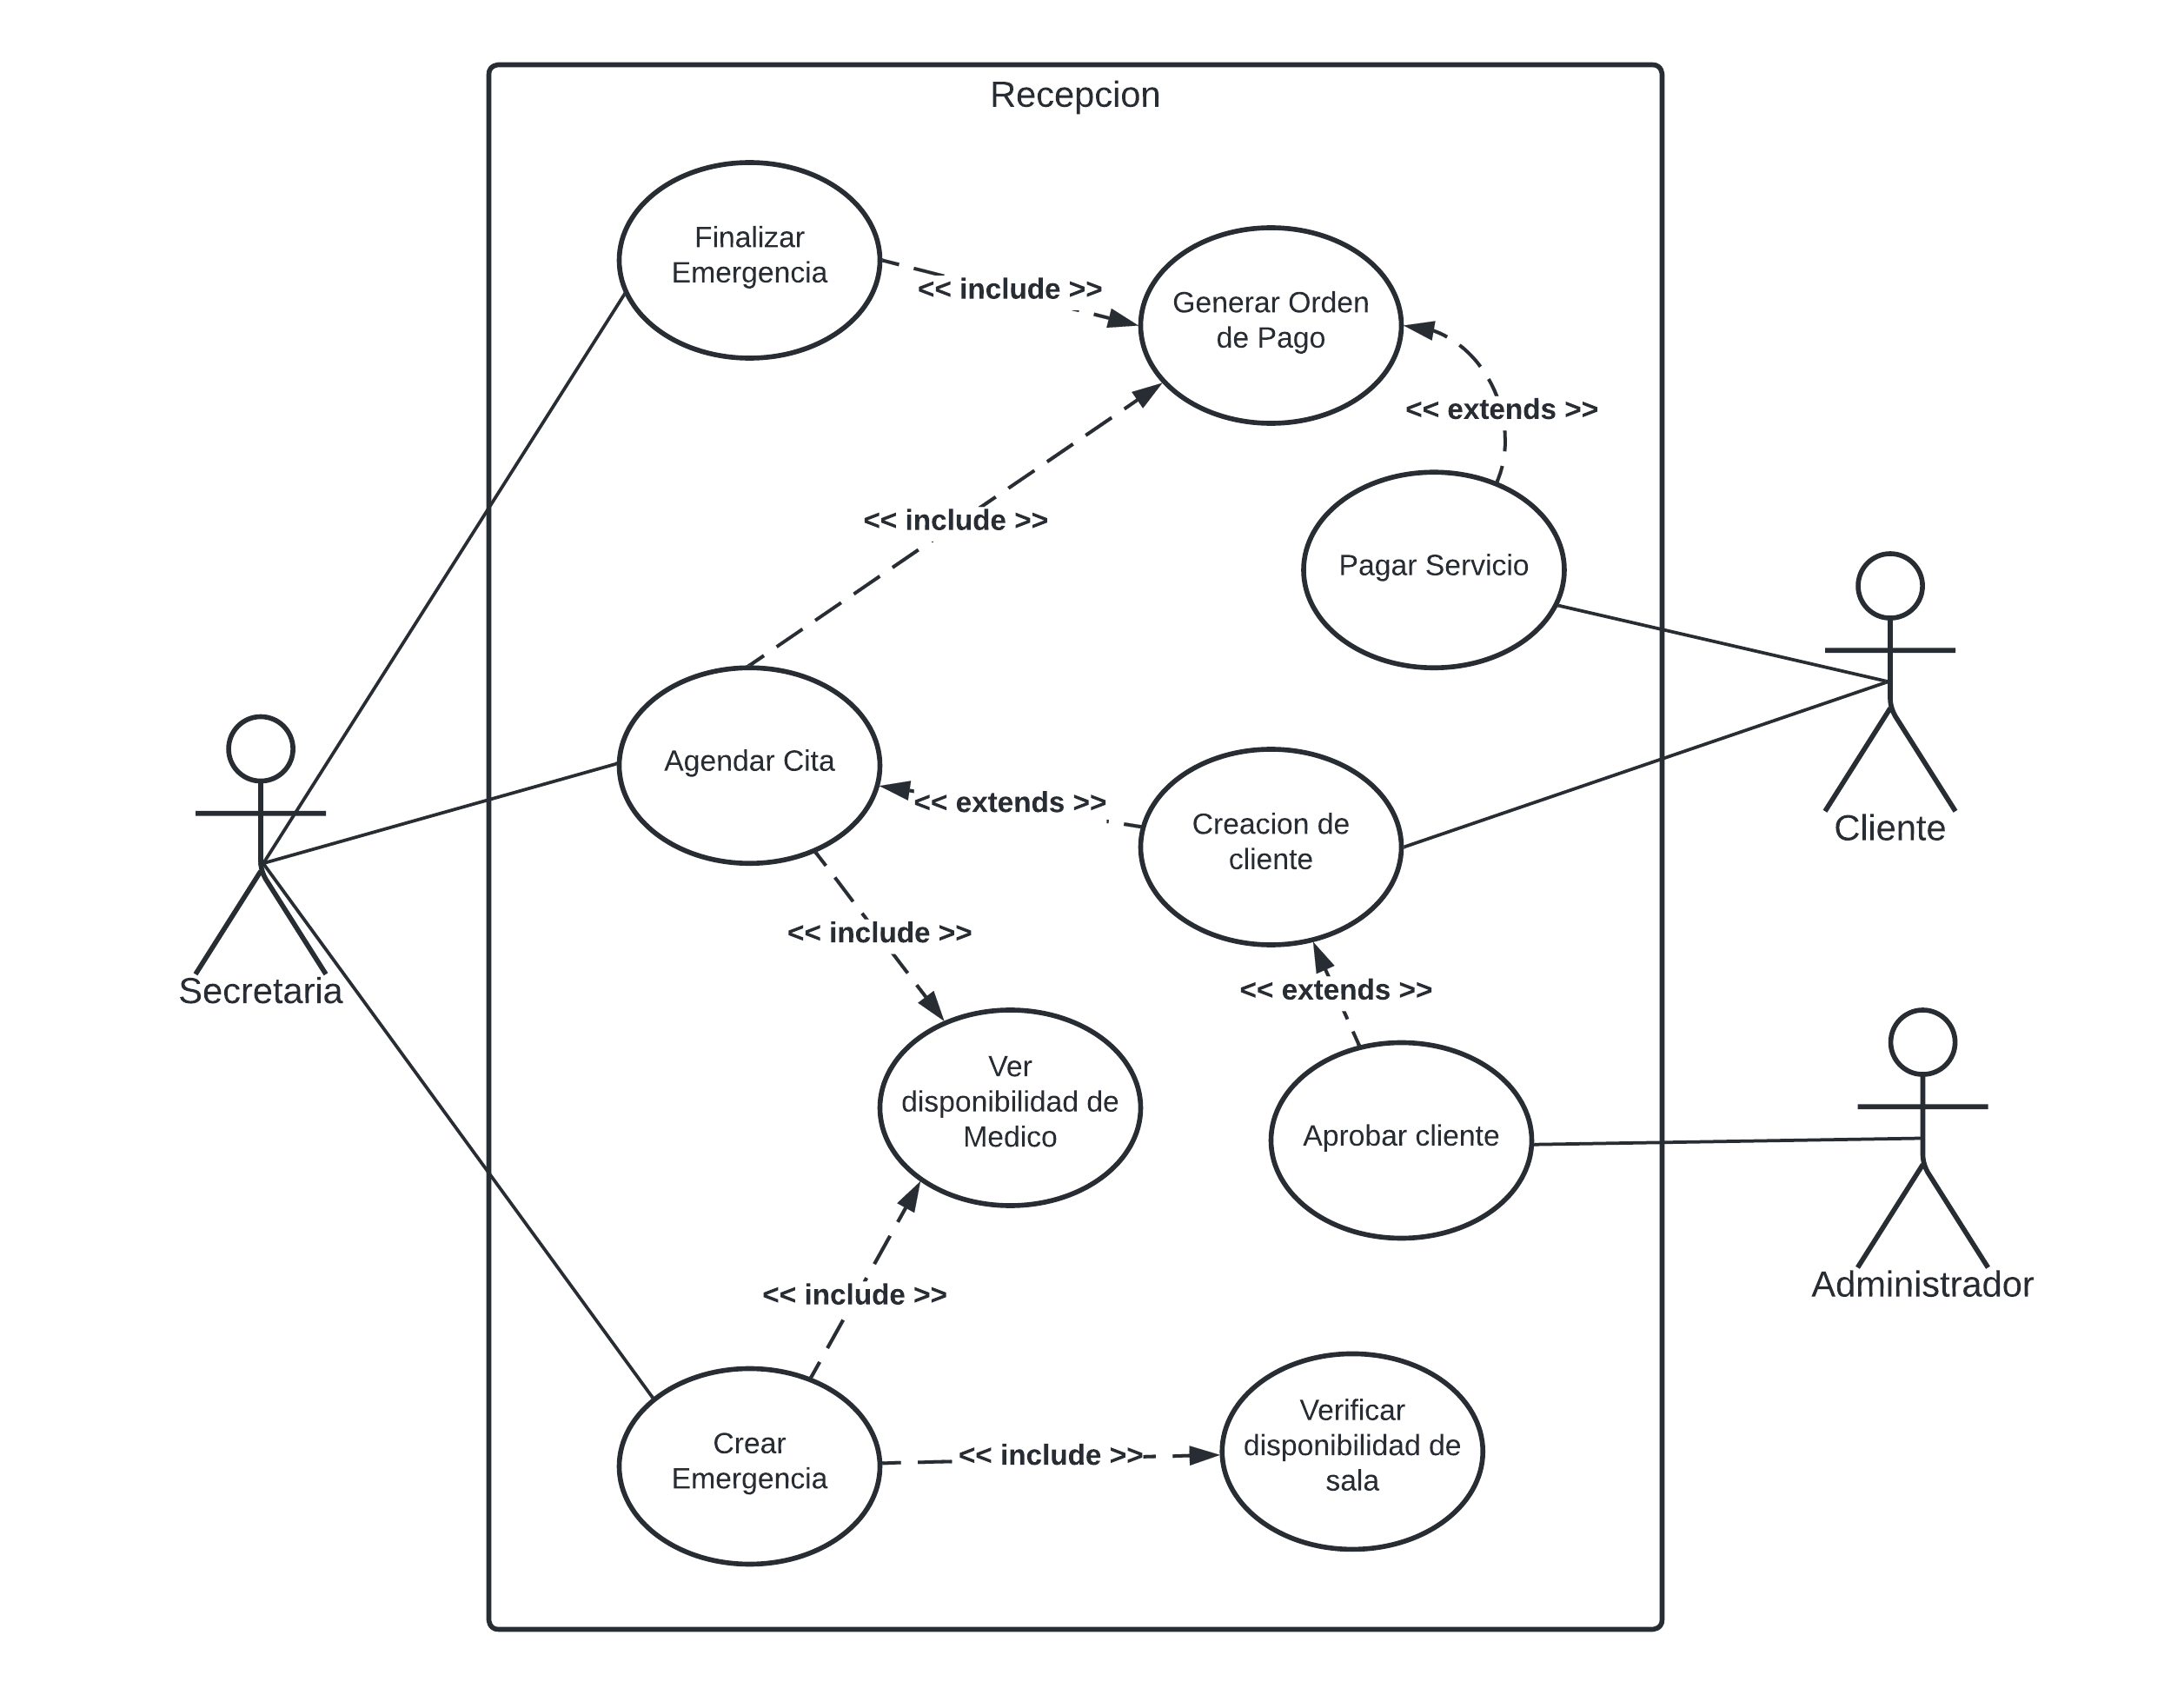 Recepcion
Finalizar
Emergencia
<< include >>
Generar Orden
de Pago
<< extends >>
<< include >>
Pagar Servicio
Agendar Cita
<< extends >>
Creacion de
cliente
Cliente
<< include >>
Secretaria
<< extends >>
Ver
disponibilidad de
Medico
Aprobar cliente
Administrador
<< include >>
Crear
Emergencia
<< include >>
Verificar
disponibilidad de
sala